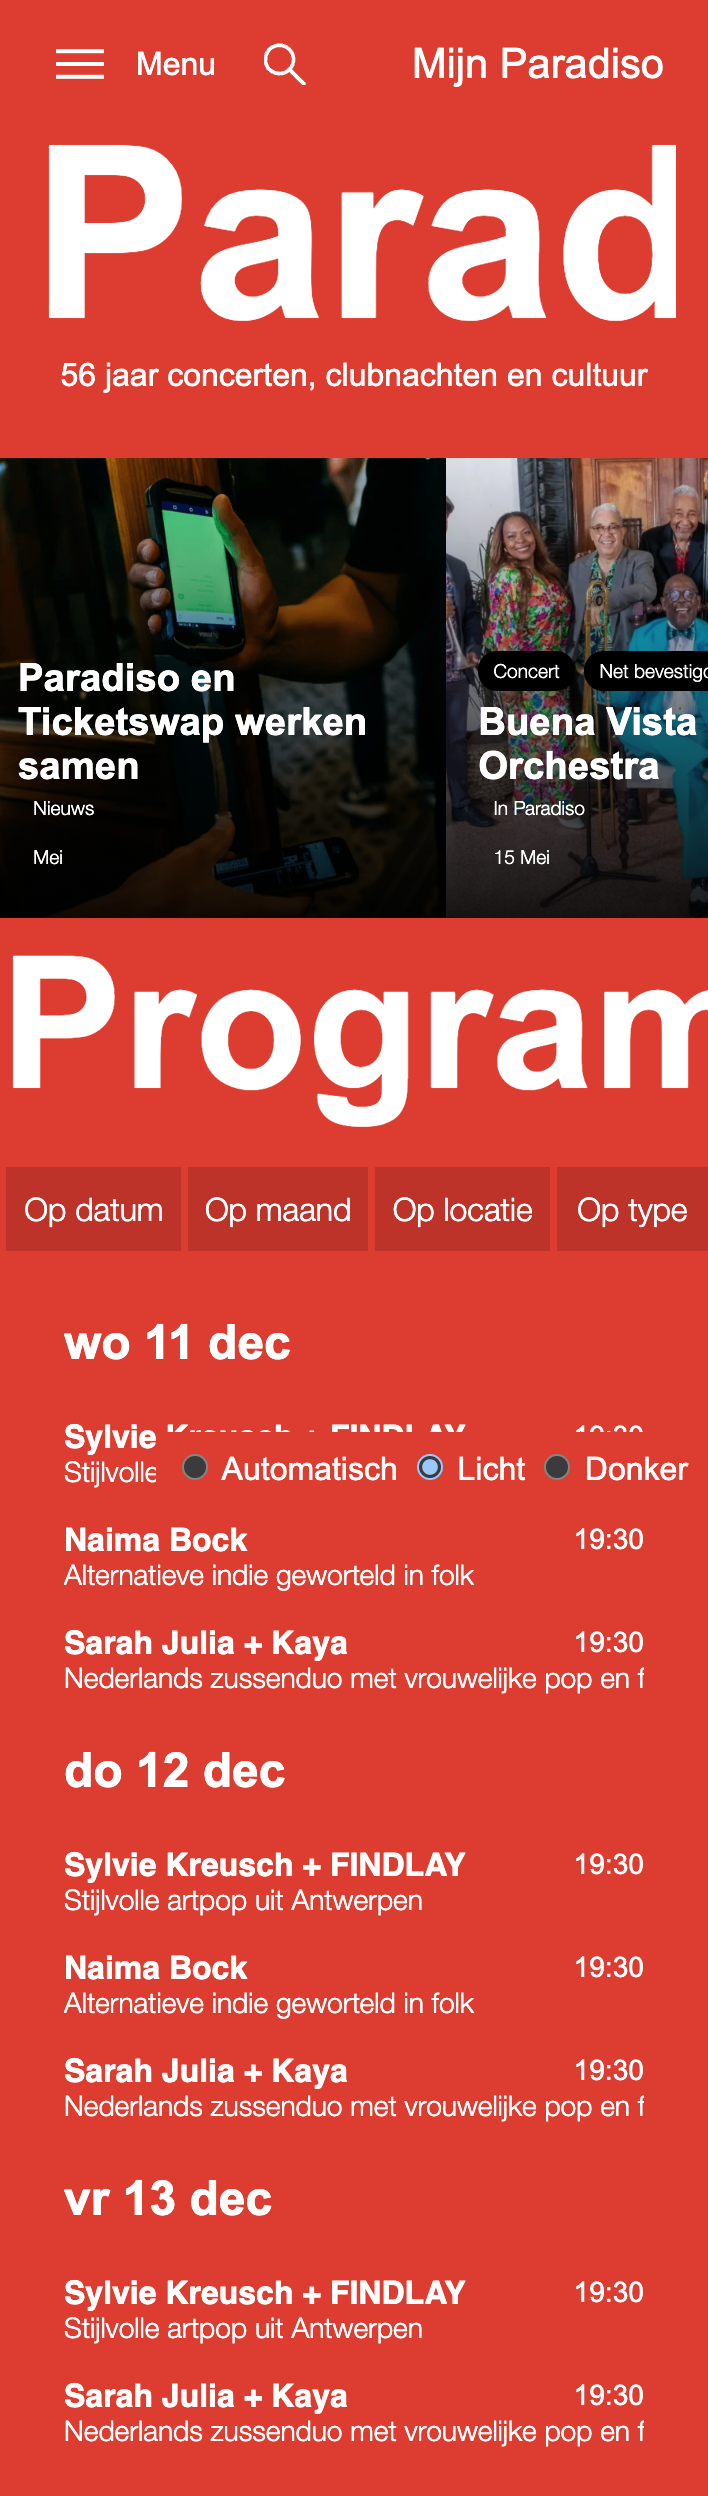 Menu
Mijn Paradiso
Parad
56 jaar concerten, clubnachten en cultuur
Paradiso en
Ticketswap werken
samen
Nieuws
Mei
Concert
Net bevestigd
Buena Vista
Orchestra
In Paradiso
15 Mei
Program
Op datum
Op maand
Op locatie
Op type
wo 11 dec
Sylvie Kreusch + FINDLAY 19:30
Stijlvolle
Automatisch
Licht
Donker
Naima Bock 19:30
Alternatieve indie geworteld in folk
Sarah Julia + Kaya 19:30
Nederlands zussenduo met vrouwelijke pop en f
do 12 dec
Sylvie Kreusch + FINDLAY 19:30
Stijlvolle artpop uit Antwerpen
Naima Bock 19:30
Alternatieve indie geworteld in folk
Sarah Julia + Kaya 19:30
Nederlands zussenduo met vrouwelijke pop en f
vr 13 dec
Sylvie Kreusch + FINDLAY 19:30
Stijlvolle artpop uit Antwerpen
Sarah Julia + Kaya 19:30
Nederlands zussenduo met vrouwelijke pop en f